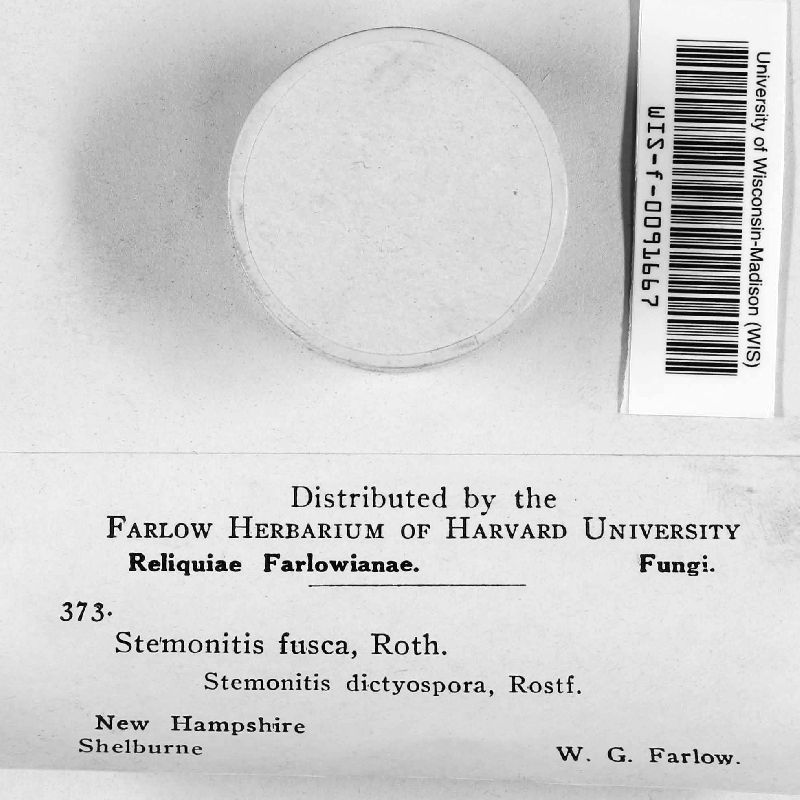 University of Wisconsin-Madison (WIS)
WIS-f-0091667
Distributed by the
FARLOW HERBARIUM OF HARVARD UNIVERSITY
Reliquiae Farlowianae. Fungi.
373.
Stemonitis fusca, Roth.
Stemonitis dictyospora, Rostf.
New Hampshire
Shelburne
W. G. Farlow.